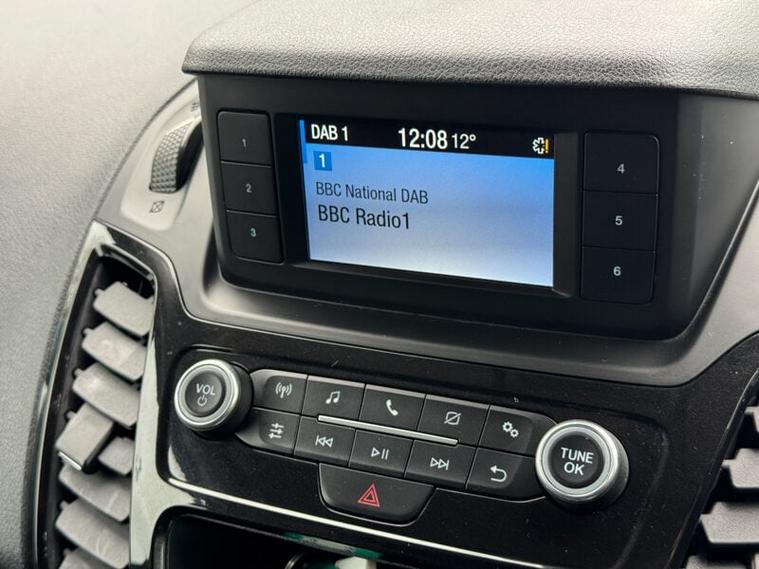 DAB 1 12:08 12°
1
BBC National DAB
BBC Radio1
1
2
3
4
5
6
VOL
TUNE
OK